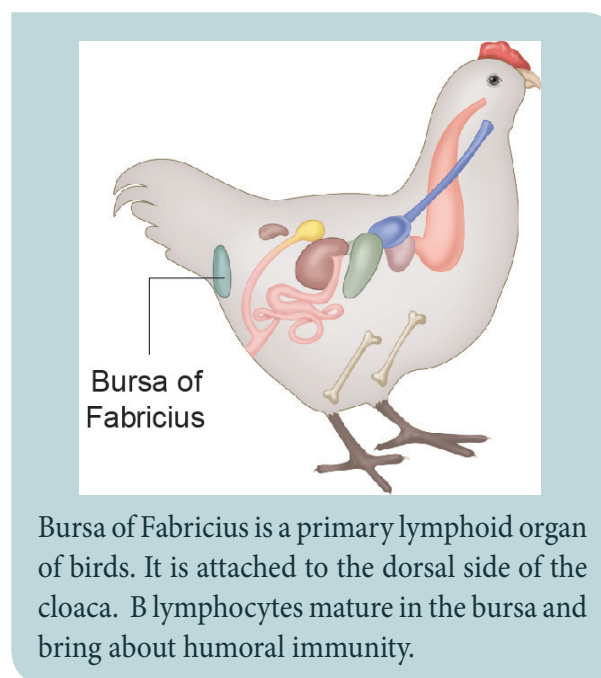 Bursa of
Fabricius
Bursa of Fabricius is a primary lymphoid organ
of birds. It is attached to the dorsal side of the
cloaca. B lymphocytes mature in the bursa and
bring about humoral immunity.